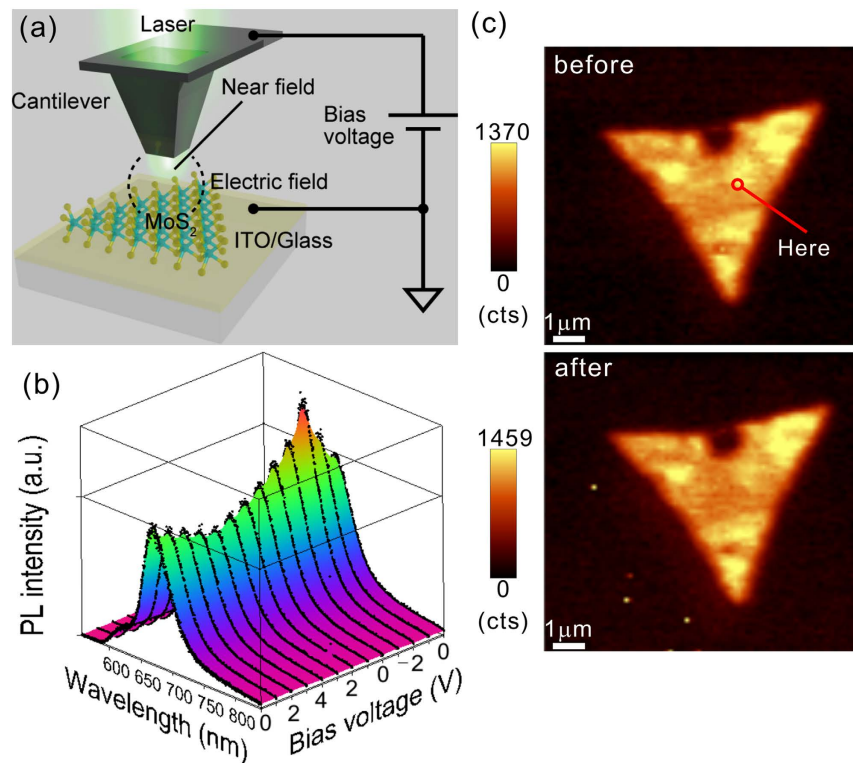 (a)
Laser
Cantilever
Near field
Bias
voltage
Electric field
MoS₂
ITO/Glass
(b)
PL intensity (a.u.)
Wavelength (nm)
600
650
700
750
800
Bias voltage (V)
0
2
4
2
0
−2
0
(c)
before
1370
0
(cts)
Here
1μm
after
1459
0
(cts)
1μm